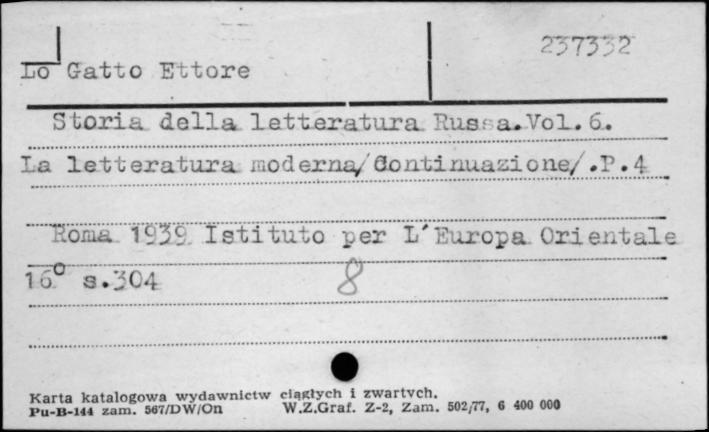 237332
Lo Gatto Ettore
Storia della letteratura Russa.Vol.6.
La letteratura moderna/Continuazione/.P.4
Roma 1939 Istituto per L'Europa Orientale
16° s.304
8
Karta katalogowa wydawnictw ciągłych i zwartych.
Pu-B-144 zam. 567/DW/On W.Z.Graf. Z-2, Zam. 502/77, 6 400 000